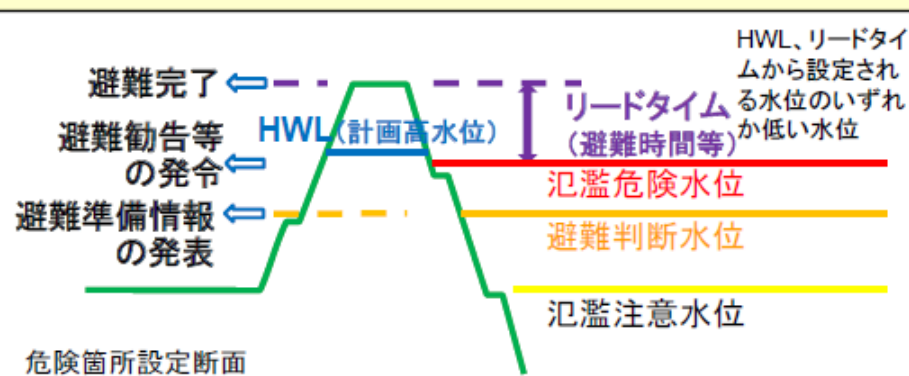 HWL、リードタイ
ムから設定され
る水位のいずれ
か低い水位
避難完了
リードタイム
(避難時間等)
HWL(計画高水位)
避難勧告等
の発令
氾濫危険水位
避難準備情報
の発表
避難判断水位
氾濫注意水位
危険箇所設定断面